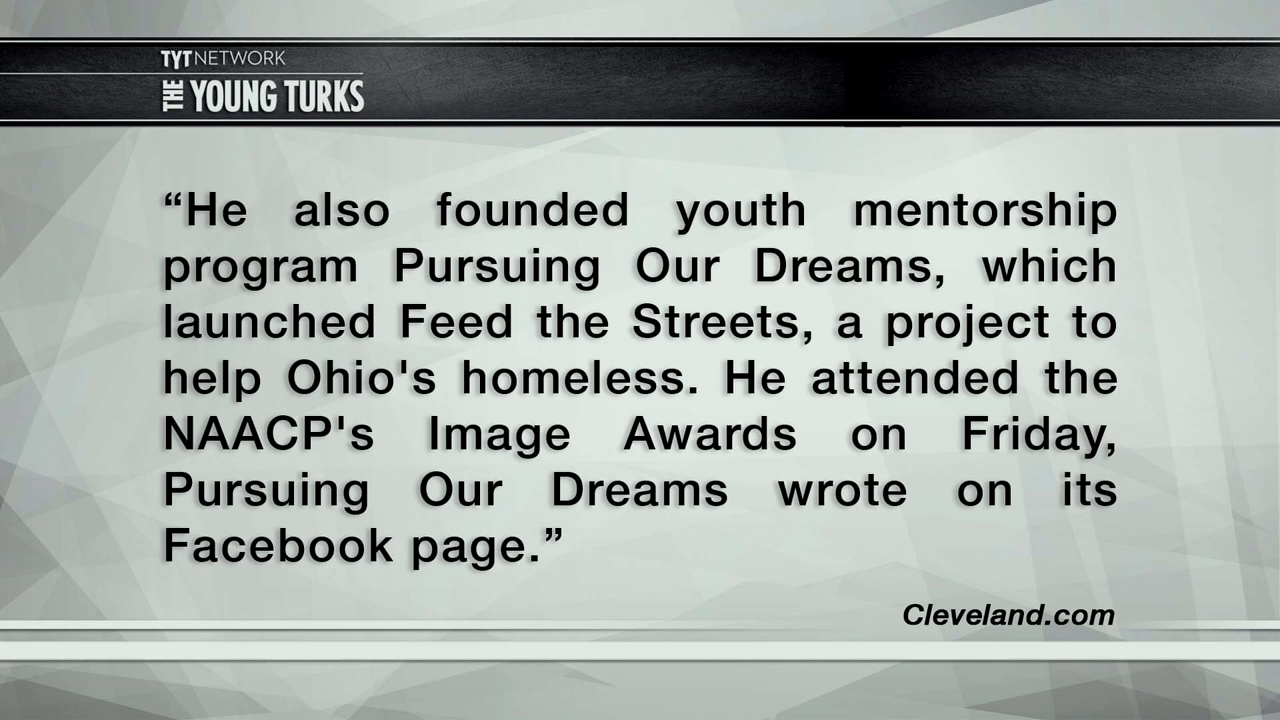 TYT NETWORK
THE YOUNG TURKS
“He also founded youth mentorship
program Pursuing Our Dreams, which
launched Feed the Streets, a project to
help Ohio's homeless. He attended the
NAACP's Image Awards on Friday,
Pursuing Our Dreams wrote on its
Facebook page.”
Cleveland.com